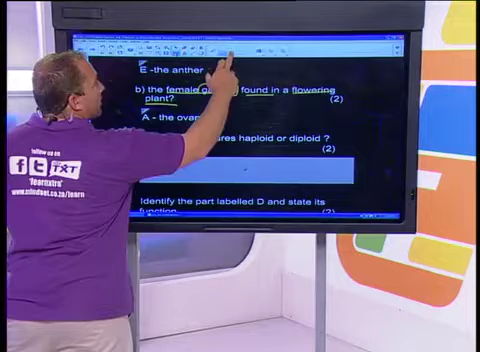 E -the anther
b) the female found in a flowering
plant? (2)
A - the
haploid or diploid ?
(2)
Identify the part labelled D and state its
function (2)
follow us on
f t TXT
'learnxtra'
www.mindset.co.za/learn